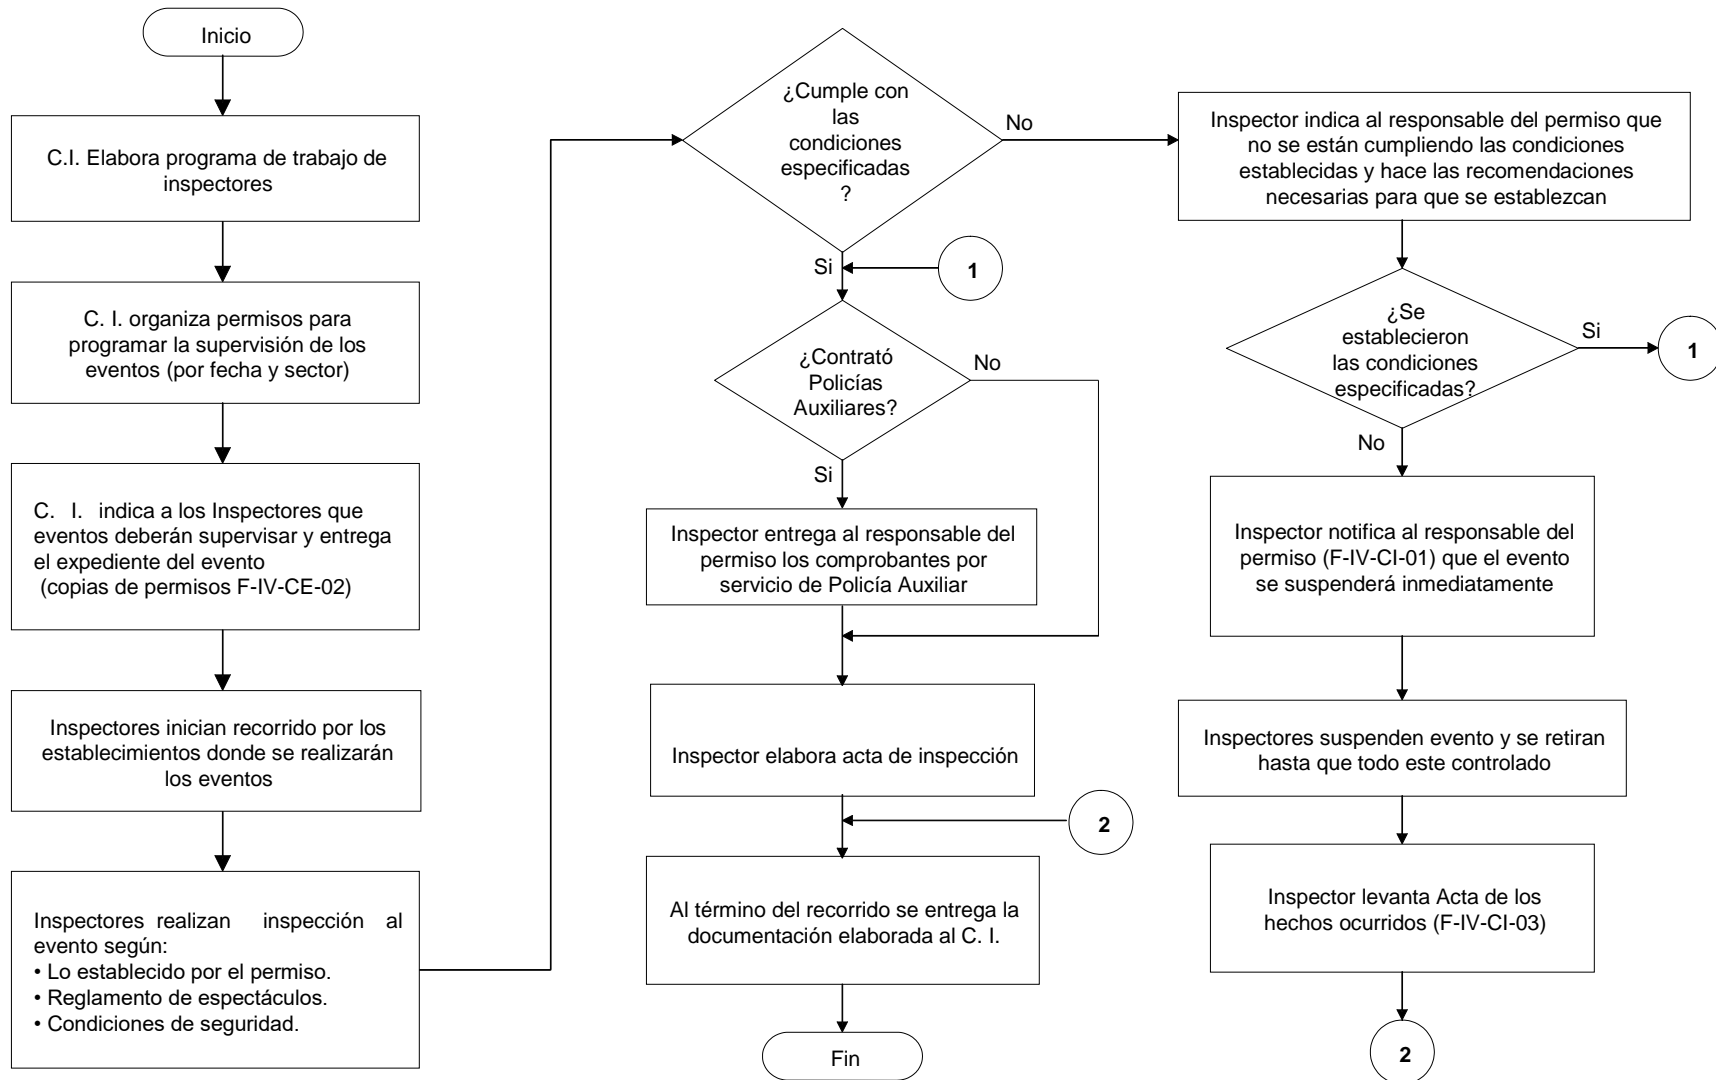 Inicio
C.I. Elabora programa de trabajo de
inspectores
C. I. organiza permisos para
programar la supervisión de los
eventos (por fecha y sector)
C. I. indica a los Inspectores que
eventos deberán supervisar y entrega
el expediente del evento
(copias de permisos F-IV-CE-02)
Inspectores inician recorrido por los
establecimientos donde se realizarán
los eventos
Inspectores realizan inspección al
evento según:
• Lo establecido por el permiso.
• Reglamento de espectáculos.
• Condiciones de seguridad.
¿Cumple con
las
condiciones
especificadas
?
No
Si
1
¿Contrató
Policías
Auxiliares?
No
Si
Inspector entrega al responsable del
permiso los comprobantes por
servicio de Policía Auxiliar
Inspector elabora acta de inspección
2
Al término del recorrido se entrega la
documentación elaborada al C. I.
Fin
Inspector indica al responsable del permiso que
no se están cumpliendo las condiciones
establecidas y hace las recomendaciones
necesarias para que se establezcan
¿Se
establecieron
las condiciones
especificadas?
Si
1
No
Inspector notifica al responsable del
permiso (F-IV-CI-01) que el evento
se suspenderá inmediatamente
Inspectores suspenden evento y se retiran
hasta que todo este controlado
Inspector levanta Acta de los
hechos ocurridos (F-IV-CI-03)
2